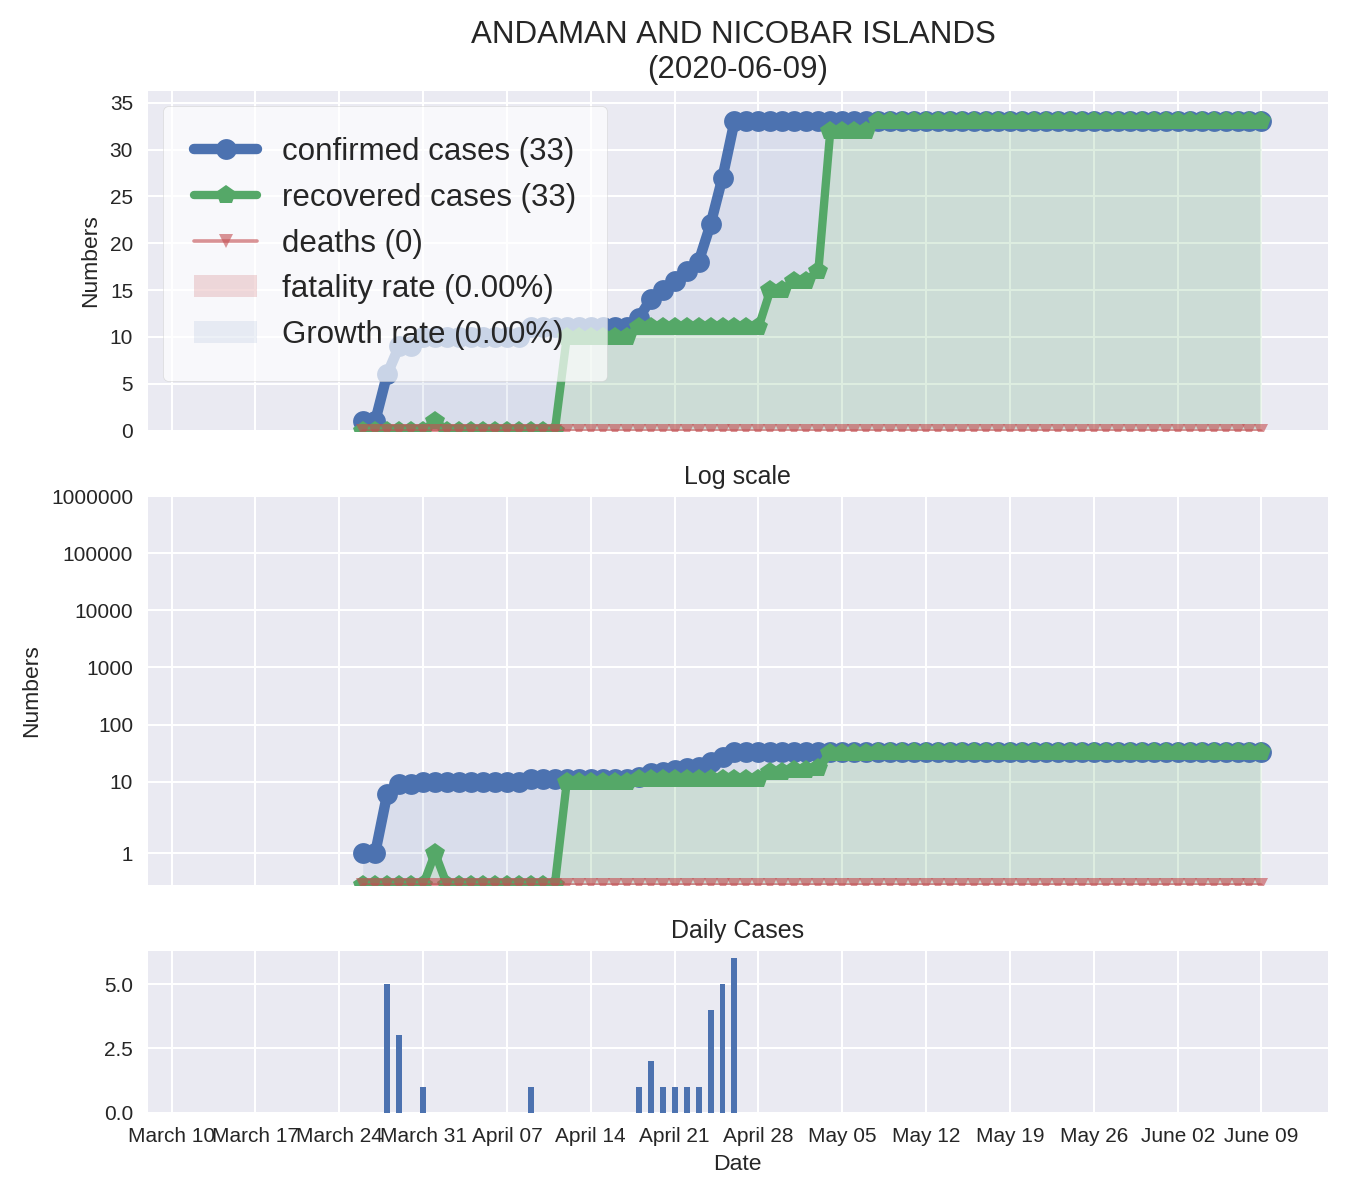 ANDAMAN AND NICOBAR ISLANDS
(2020-06-09)
35
30
25
20
15
10
5
0
Numbers
confirmed cases (33)
recovered cases (33)
deaths (0)
fatality rate (0.00%)
Growth rate (0.00%)
Log scale
1000000
100000
10000
1000
100
10
1
Numbers
Daily Cases
5.0
2.5
0.0
March 10 March 17 March 24 March 31 April 07 April 14 April 21 April 28 May 05 May 12 May 19 May 26 June 02 June 09
Date